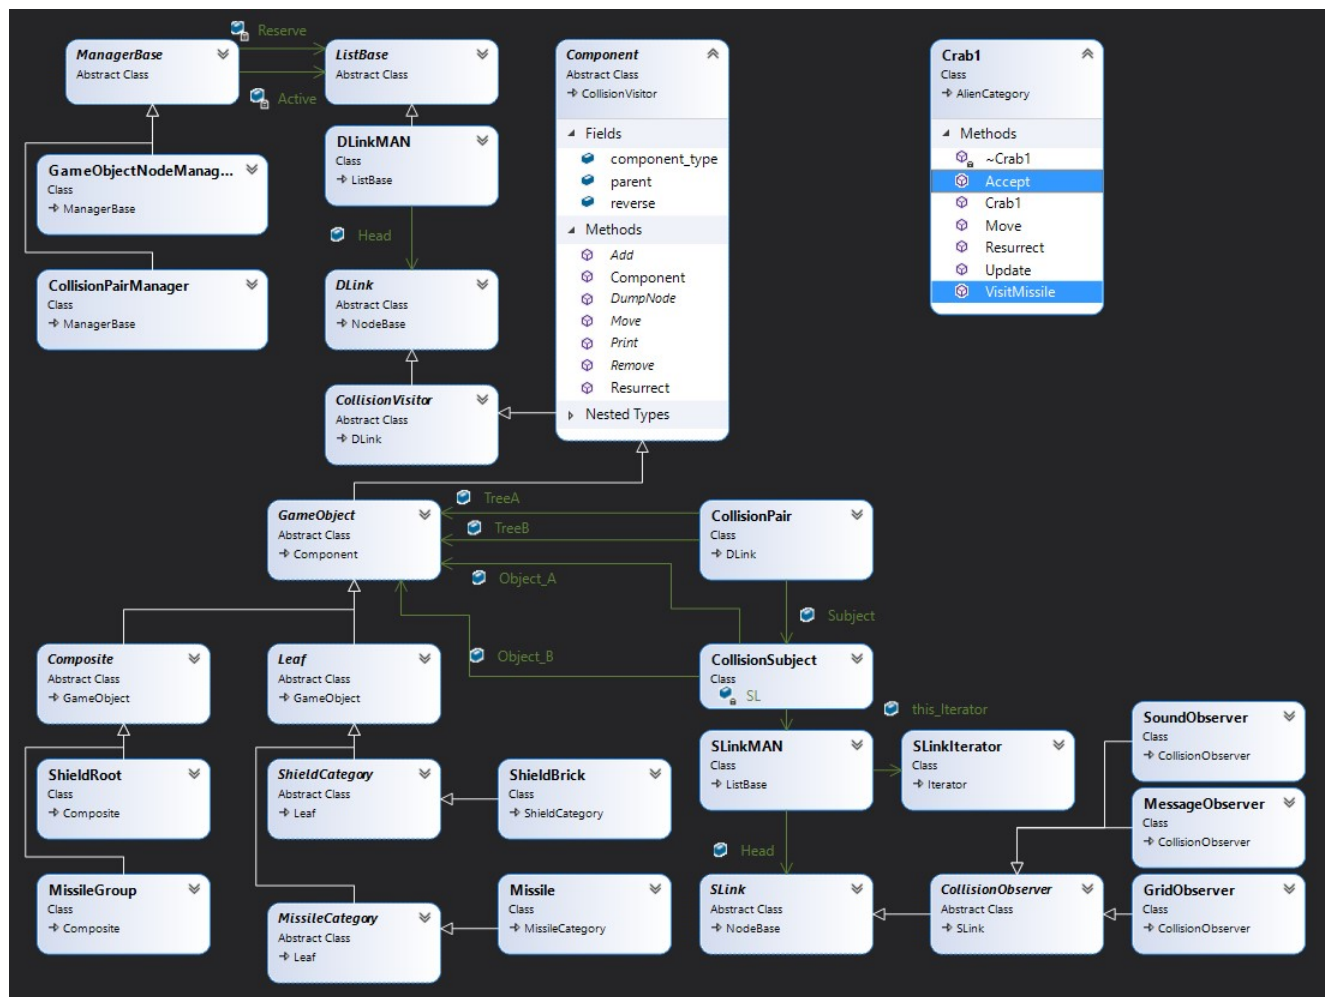 Reserve
ManagerBase
Abstract Class
Active
ListBase
Abstract Class
Component
Abstract Class
CollisionVisitor
Fields
component_type
parent
reverse
Methods
Add
Component
DumpNode
Move
Print
Remove
Resurrect
Nested Types
Crab1
Class
AlienCategory
Methods
~Crab1
Accept
Crab1
Move
Resurrect
Update
VisitMissile
GameObjectNodeManag...
Class
ManagerBase
DLinkMAN
Class
ListBase
Head
CollisionPairManager
Class
ManagerBase
DLink
Abstract Class
NodeBase
CollisionVisitor
Abstract Class
DLink
GameObject
Abstract Class
Component
TreeA
TreeB
Object_A
Object_B
CollisionPair
Class
DLink
Subject
Composite
Abstract Class
GameObject
Leaf
Abstract Class
GameObject
CollisionSubject
Class
SL
this_Iterator
ShieldRoot
Class
Composite
ShieldCategory
Abstract Class
Leaf
ShieldBrick
Class
ShieldCategory
SLinkMAN
Class
ListBase
SLinkIterator
Class
Iterator
SoundObserver
Class
CollisionObserver
MessageObserver
Class
CollisionObserver
Head
MissileGroup
Class
Composite
MissileCategory
Abstract Class
Leaf
Missile
Class
MissileCategory
SLink
Abstract Class
NodeBase
CollisionObserver
Abstract Class
SLink
GridObserver
Class
CollisionObserver